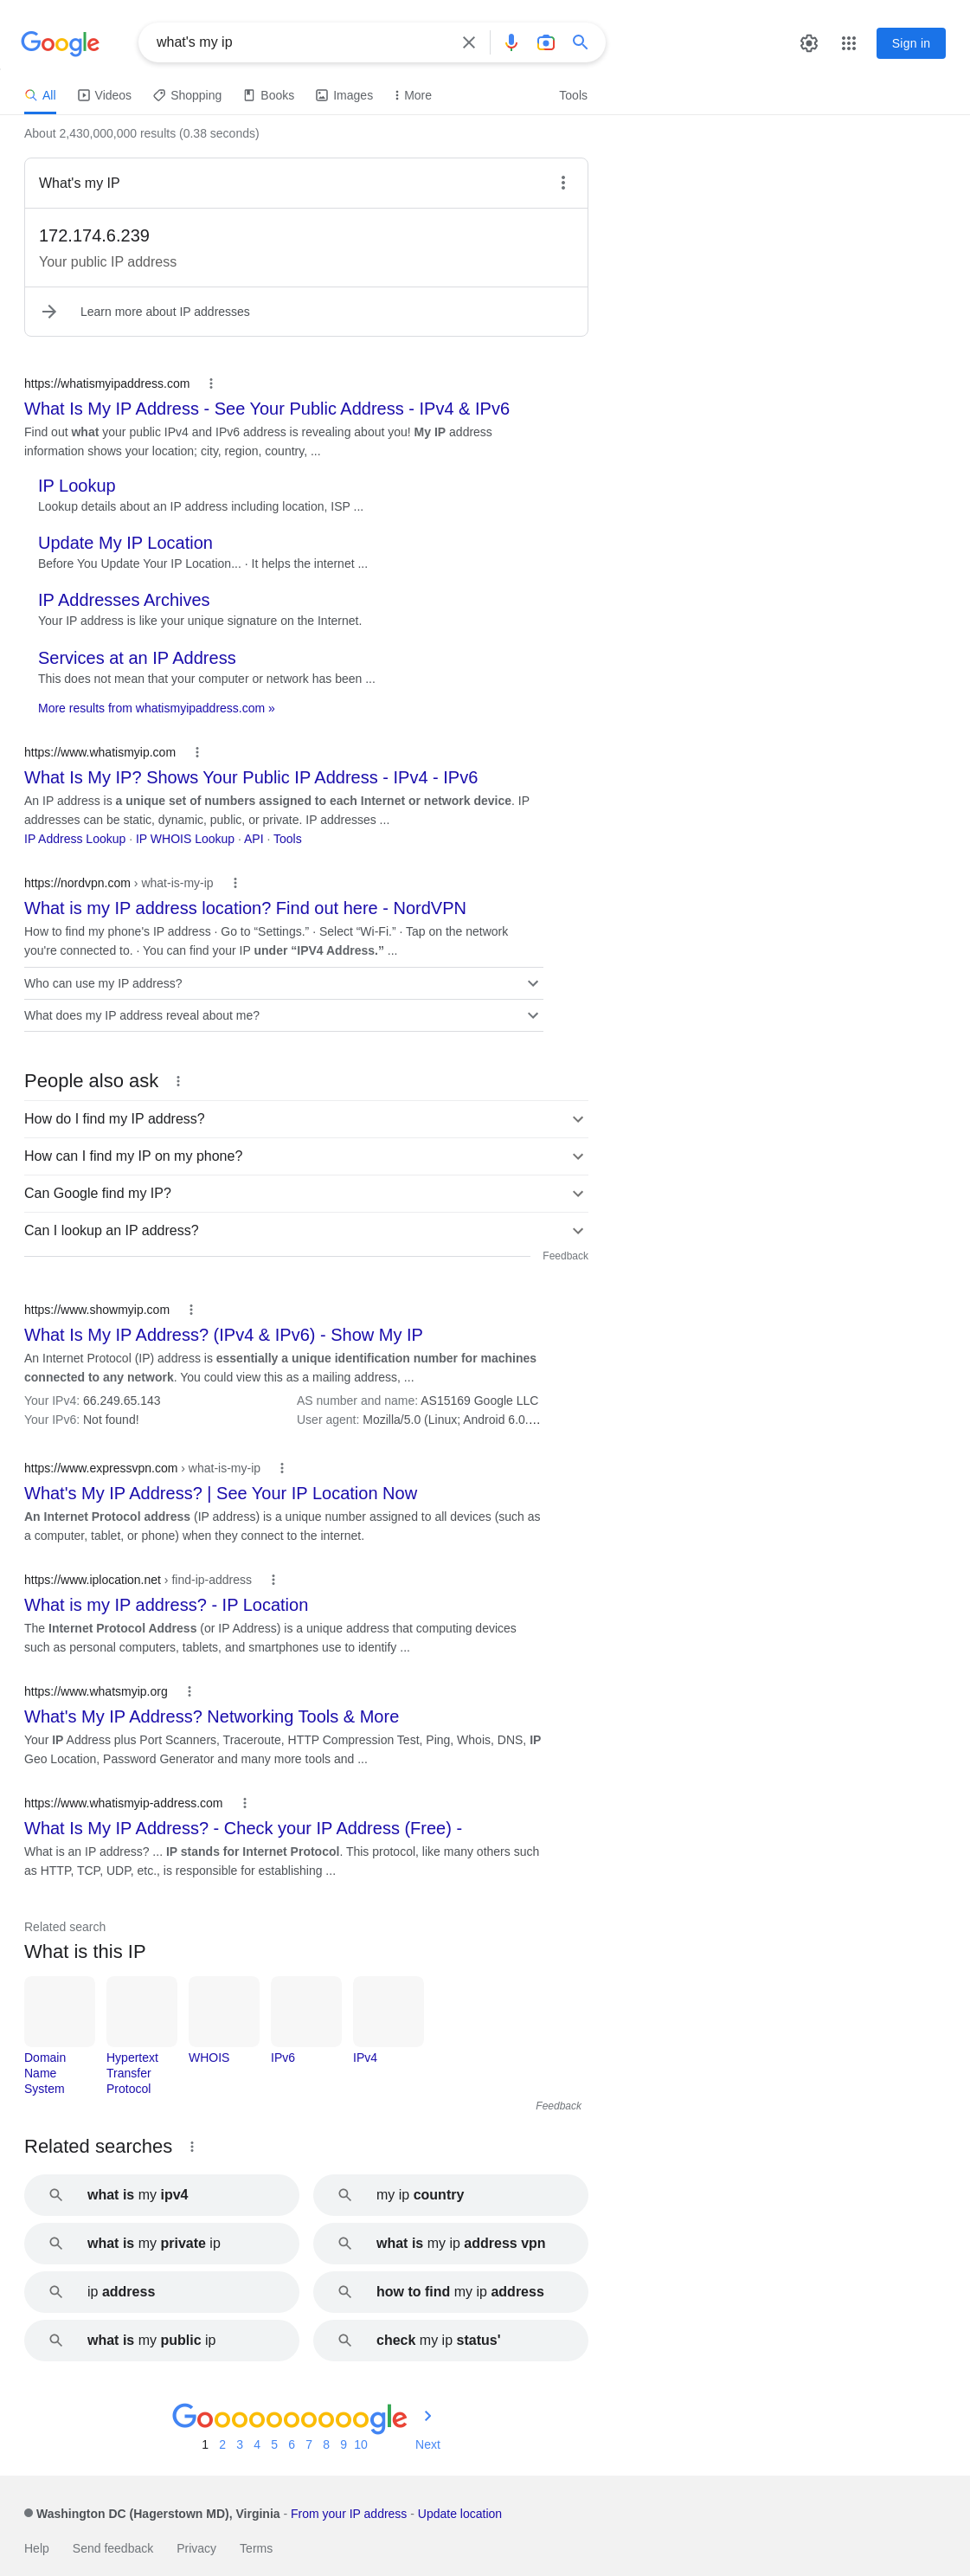 Google
what's my ip
Sign in
All Videos Shopping Books Images More Tools
About 2,430,000,000 results (0.38 seconds)
What's my IP
172.174.6.239
Your public IP address
Learn more about IP addresses
https://whatismyipaddress.com
What Is My IP Address - See Your Public Address - IPv4 & IPv6
Find out what your public IPv4 and IPv6 address is revealing about you! My IP address
information shows your location; city, region, country, ...
IP Lookup
Lookup details about an IP address including location, ISP ...
Update My IP Location
Before You Update Your IP Location... · It helps the internet ...
IP Addresses Archives
Your IP address is like your unique signature on the Internet.
Services at an IP Address
This does not mean that your computer or network has been ...
More results from whatismyipaddress.com »
https://www.whatismyip.com
What Is My IP? Shows Your Public IP Address - IPv4 - IPv6
An IP address is a unique set of numbers assigned to each Internet or network device. IP
addresses can be static, dynamic, public, or private. IP addresses ...
IP Address Lookup · IP WHOIS Lookup · API · Tools
https://nordvpn.com › what-is-my-ip
What is my IP address location? Find out here - NordVPN
How to find my phone's IP address · Go to “Settings.” · Select “Wi-Fi.” · Tap on the network
you're connected to. · You can find your IP under “IPV4 Address.” ...
Who can use my IP address?
What does my IP address reveal about me?
People also ask
How do I find my IP address?
How can I find my IP on my phone?
Can Google find my IP?
Can I lookup an IP address?
Feedback
https://www.showmyip.com
What Is My IP Address? (IPv4 & IPv6) - Show My IP
An Internet Protocol (IP) address is essentially a unique identification number for machines
connected to any network. You could view this as a mailing address, ...
Your IPv4: 66.249.65.143 AS number and name: AS15169 Google LLC
Your IPv6: Not found! User agent: Mozilla/5.0 (Linux; Android 6.0.…
https://www.expressvpn.com › what-is-my-ip
What's My IP Address? | See Your IP Location Now
An Internet Protocol address (IP address) is a unique number assigned to all devices (such as
a computer, tablet, or phone) when they connect to the internet.
https://www.iplocation.net › find-ip-address
What is my IP address? - IP Location
The Internet Protocol Address (or IP Address) is a unique address that computing devices
such as personal computers, tablets, and smartphones use to identify ...
https://www.whatsmyip.org
What's My IP Address? Networking Tools & More
Your IP Address plus Port Scanners, Traceroute, HTTP Compression Test, Ping, Whois, DNS, IP
Geo Location, Password Generator and many more tools and ...
https://www.whatismyip-address.com
What Is My IP Address? - Check your IP Address (Free) -
What is an IP address? ... IP stands for Internet Protocol. This protocol, like many others such
as HTTP, TCP, UDP, etc., is responsible for establishing ...
Related search
What is this IP
Domain
Name
System
Hypertext
Transfer
Protocol
WHOIS
IPv6
IPv4
Feedback
Related searches
what is my ipv4
my ip country
what is my private ip
what is my ip address vpn
ip address
how to find my ip address
what is my public ip
check my ip status'
Goooooooooogle
1 2 3 4 5 6 7 8 9 10 Next
Washington DC (Hagerstown MD), Virginia - From your IP address - Update location
Help Send feedback Privacy Terms